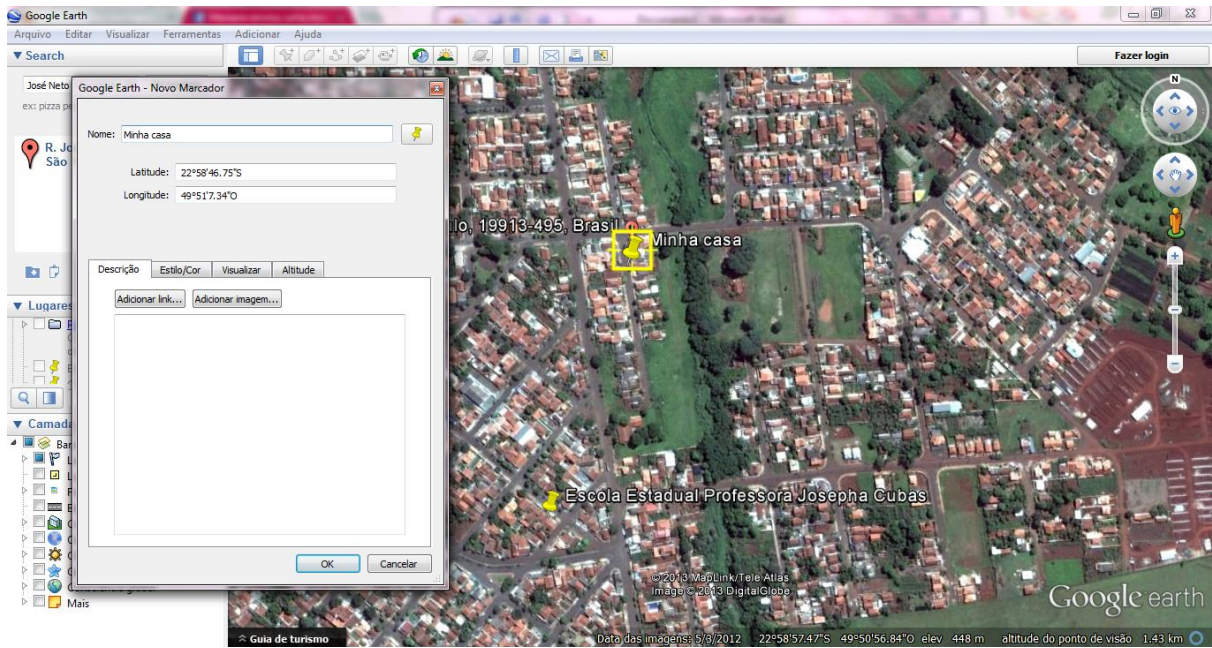 Google Earth
Arquivo Editar Visualizar Ferramentas Adicionar Ajuda
Search
Fazer login
José Neto
ex: pizza
R.
São
Google Earth - Novo Marcador
Nome: Minha casa
Latitude: 22°58'46.75"S
Longitude: 49°51'7.34"O
Descrição Estilo/Cor Visualizar Altitude
Adicionar link... Adicionar imagem...
OK Cancelar
Lugares
Mais
N
19913-495, Brasil
Minha casa
Escola Estadual Professora Josepha Cubas
© 2013 MapLink/Tele Atlas
Image © 2013 DigitalGlobe
Google earth
Guia de turismo
Data das imagens: 5/3/2012 22°58'57.47"S 49°50'56.84"O elev 448 m altitude do ponto de visão 1.43 km